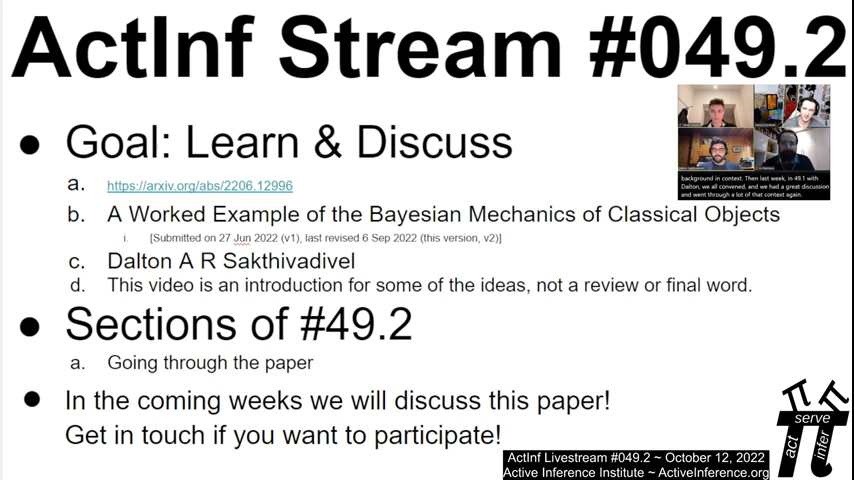 ActInf Stream #049.2
● Goal: Learn & Discuss
a. https://arxiv.org/abs/2206.12996
b. A Worked Example of the Bayesian Mechanics of Classical Objects
i. [Submitted on 27 Jun 2022 (v1), last revised 6 Sep 2022 (this version, v2)]
c. Dalton A R Sakthivadivel
d. This video is an introduction for some of the ideas, not a review or final word.
● Sections of #49.2
a. Going through the paper
● In the coming weeks we will discuss this paper!
Get in touch if you want to participate!
background in context. Then last week, in 49.1 with
Dalton, we all convened, and we had a great discussion
and went through a lot of that context again.
act
serve
infer
ActInf Livestream #049.2 ~ October 12, 2022
Active Inference Institute ~ ActiveInference.org